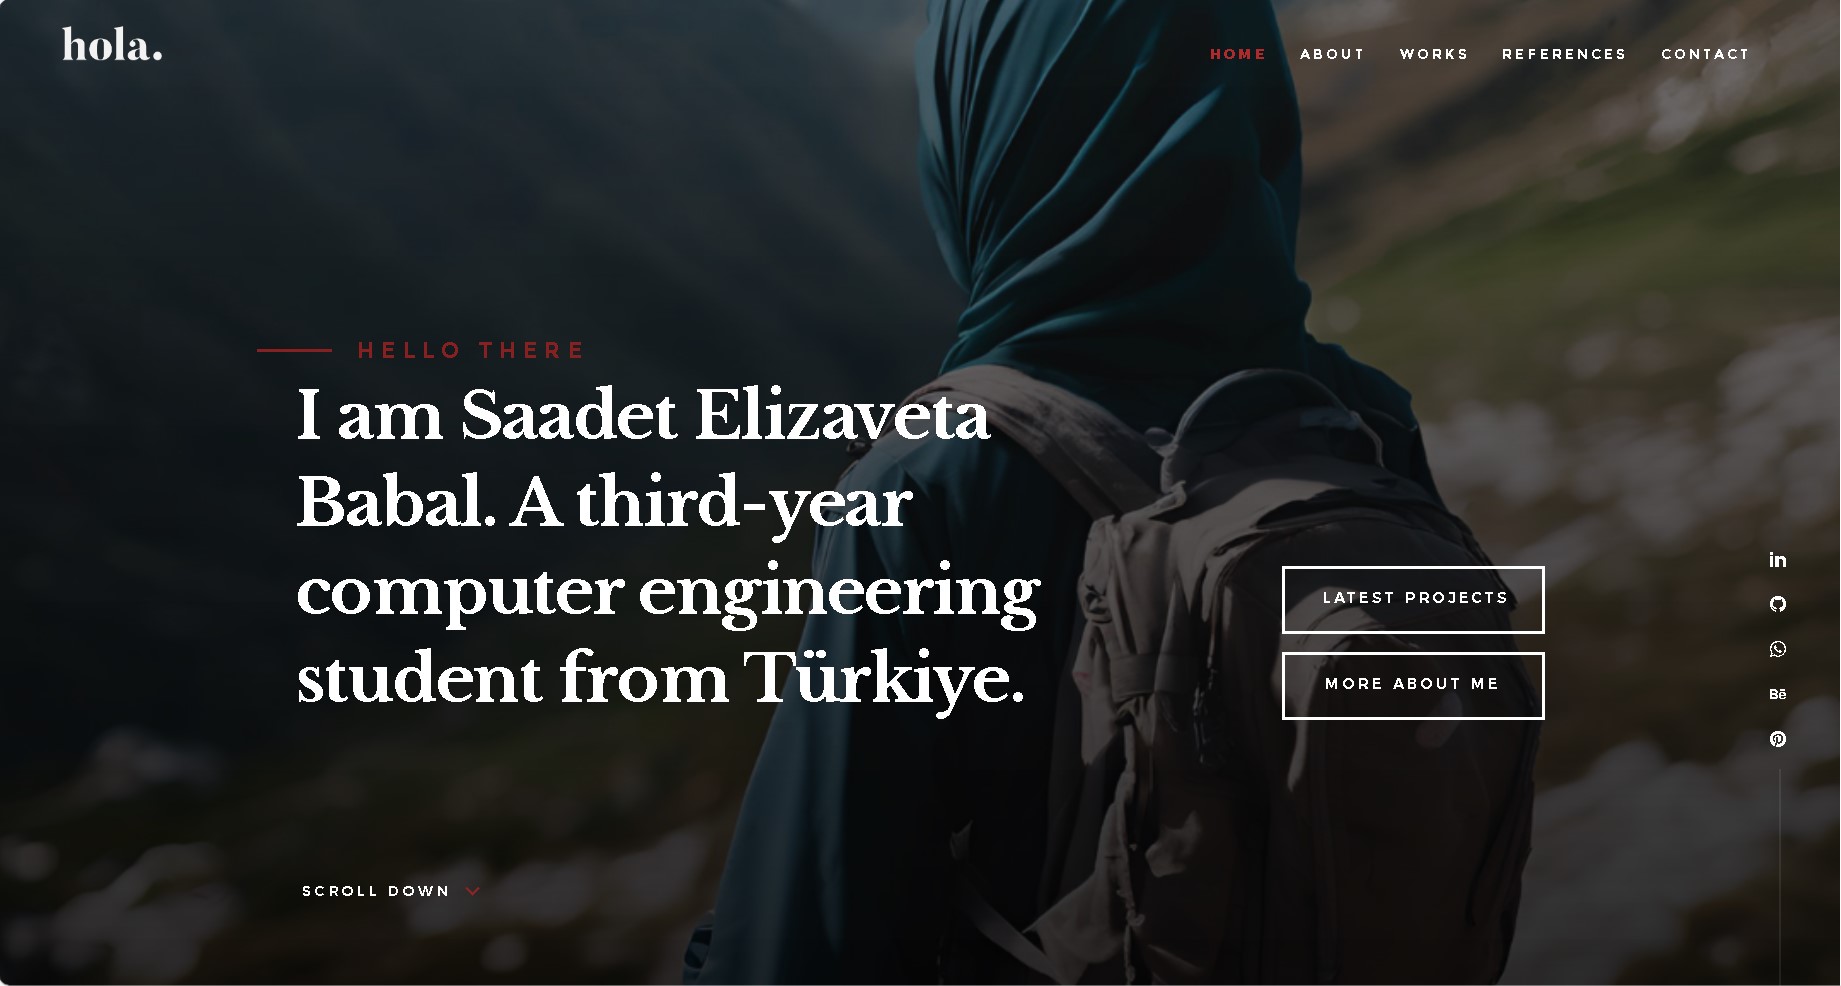 hola.
HOME ABOUT WORKS REFERENCES CONTACT
HELLO THERE
I am Saadet Elizaveta
Babal. A third-year
computer engineering
student from Türkiye.
LATEST PROJECTS
MORE ABOUT ME
in
Bē
SCROLL DOWN